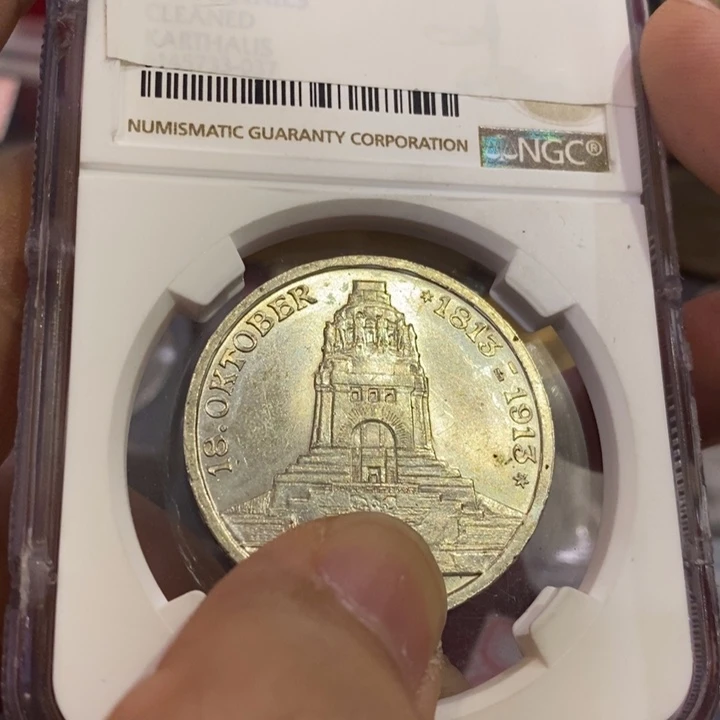 CLEANED
KARTHAUS
NUMISMATIC GUARANTY CORPORATION
NGC®
18. OKTOBER
★1813-1913★